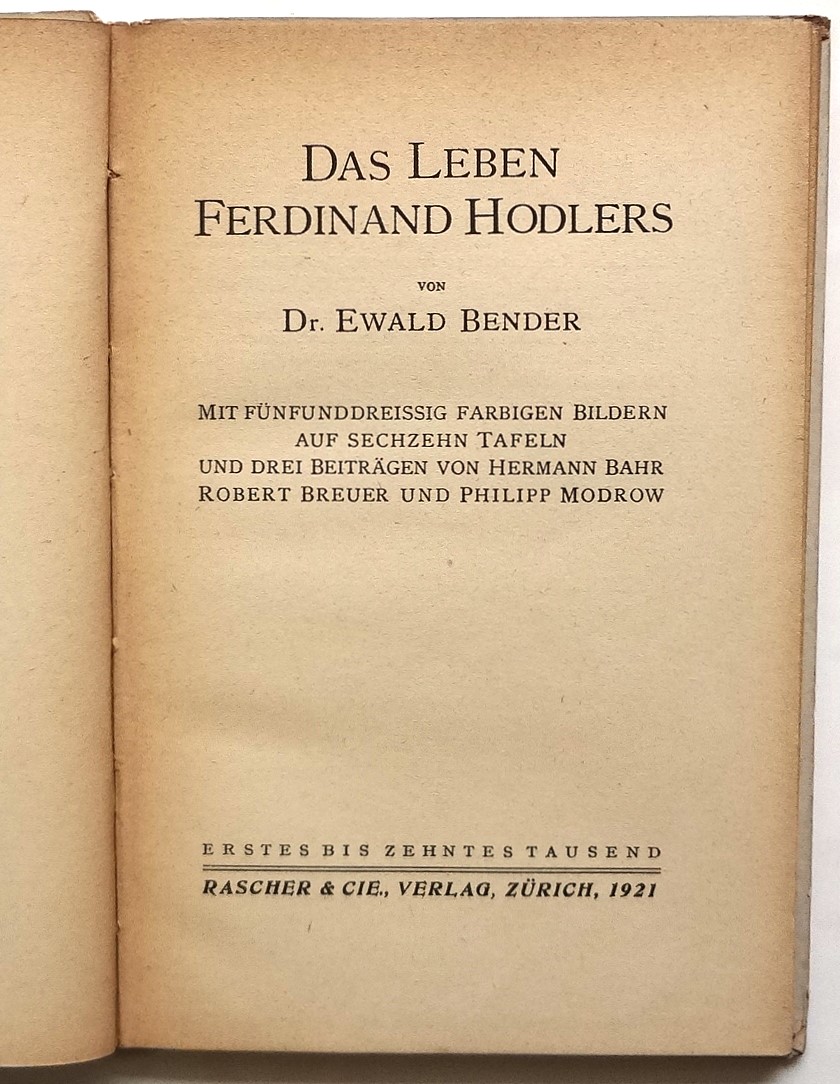 DAS LEBEN
FERDINAND HODLERS
VON
Dr. EWALD BENDER
MIT FÜNFUNDDREISSIG FARBIGEN BILDERN
AUF SECHZEHN TAFELN
UND DREI BEITRÄGEN VON HERMANN BAHR
ROBERT BREUER UND PHILIPP MODROW
ERSTES BIS ZEHNTES TAUSEND
RASCHER & CIE., VERLAG, ZÜRICH, 1921